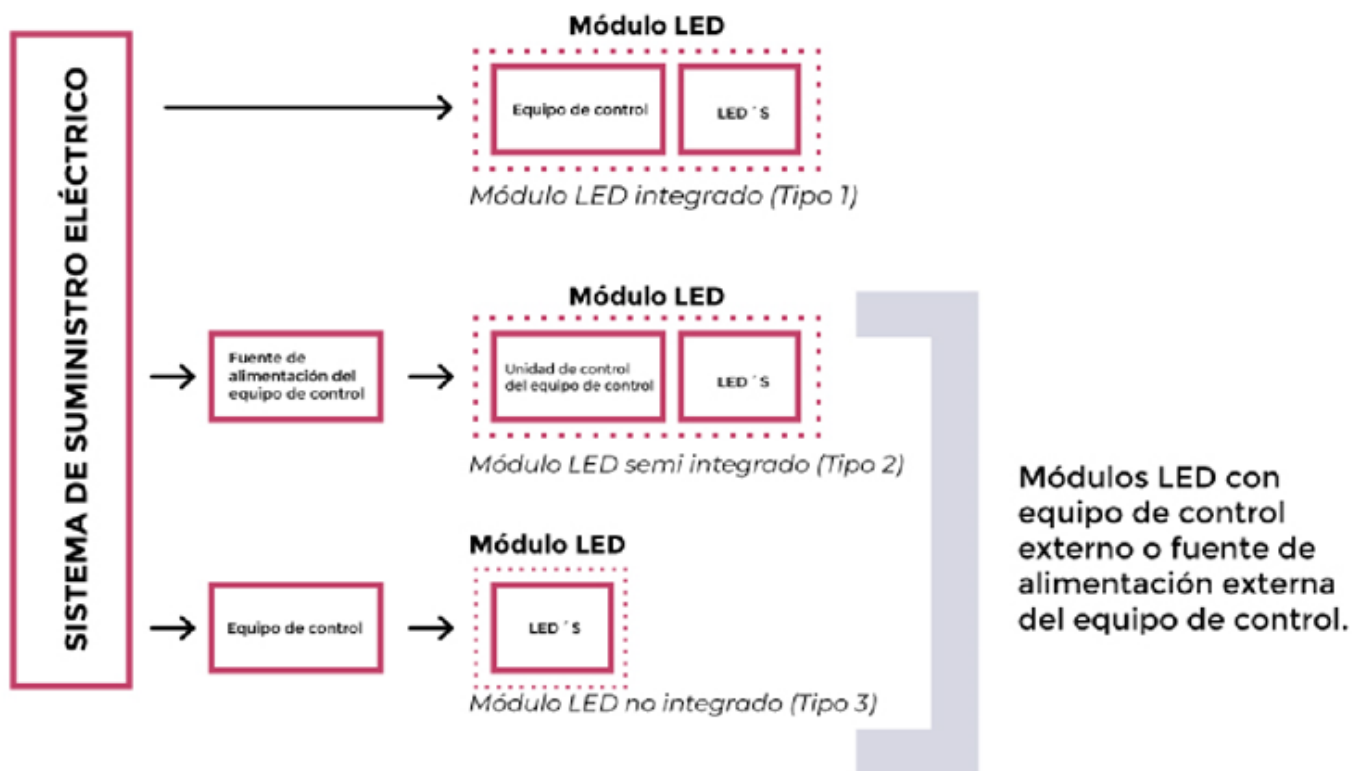 SISTEMA DE SUMINISTRO ELÉCTRICO
Módulo LED
Equipo de control
LED ´S
Módulo LED integrado (Tipo 1)
Módulo LED
Fuente de
alimentación del
equipo de control
Unidad de control
del equipo de control
LED ´S
Módulo LED semi integrado (Tipo 2)
Módulo LED
Equipo de control
LED ´S
Módulo LED no integrado (Tipo 3)
Módulos LED con
equipo de control
externo o fuente de
alimentación externa
del equipo de control.